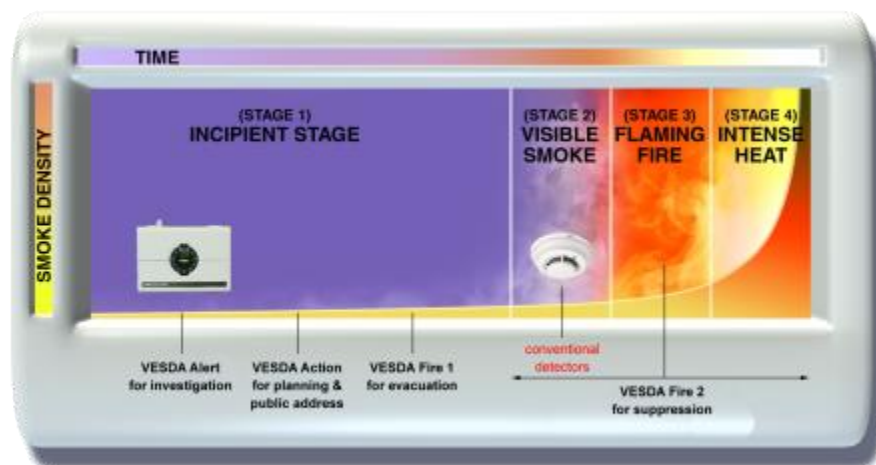 TIME
SMOKE DENSITY
(STAGE 1)
INCIPIENT STAGE
(STAGE 2)
VISIBLE
SMOKE
(STAGE 3)
FLAMING
FIRE
(STAGE 4)
INTENSE
HEAT
VESDA Alert
for investigation
VESDA Action
for planning &
public address
VESDA Fire 1
for evacuation
conventional
detectors
VESDA Fire 2
for suppression